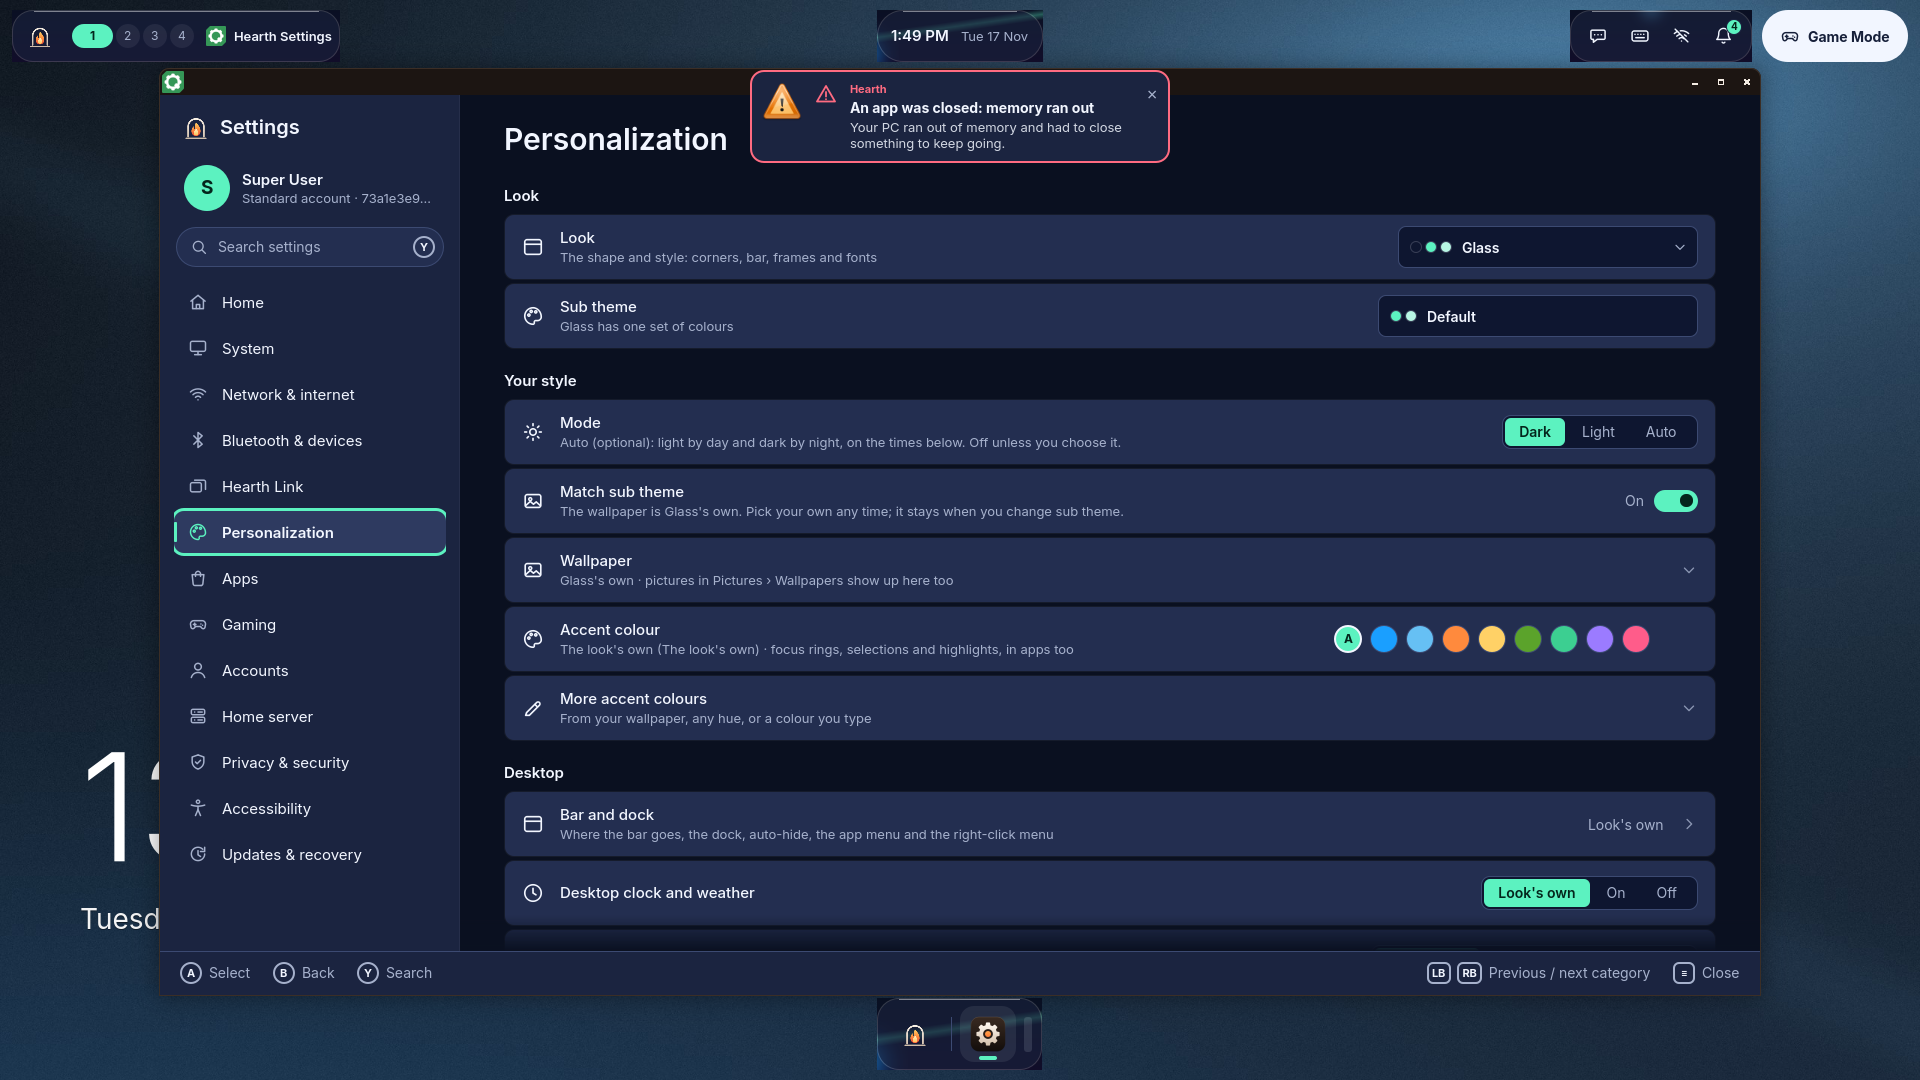 1 2 3 4 Hearth Settings
1:49 PM Tue 17 Nov
4
Game Mode
Hearth
An app was closed: memory ran out
Your PC ran out of memory and had to close
something to keep going.
Settings
S
Super User
Standard account · 73a1e3e9...
Search settings Y
Home
System
Network & internet
Bluetooth & devices
Hearth Link
Personalization
Apps
Gaming
Accounts
Home server
Privacy & security
Accessibility
Updates & recovery
Personalization
Look
Look
The shape and style: corners, bar, frames and fonts
Glass
Sub theme
Glass has one set of colours
Default
Your style
Mode
Auto (optional): light by day and dark by night, on the times below. Off unless you choose it.
Dark Light Auto
Match sub theme
The wallpaper is Glass's own. Pick your own any time; it stays when you change sub theme.
On
Wallpaper
Glass's own · pictures in Pictures › Wallpapers show up here too
Accent colour
The look's own (The look's own) · focus rings, selections and highlights, in apps too
A
More accent colours
From your wallpaper, any hue, or a colour you type
Desktop
Bar and dock
Where the bar goes, the dock, auto-hide, the app menu and the right-click menu
Look's own
Desktop clock and weather
Look's own On Off
Tuesd
A Select B Back Y Search
LB RB Previous / next category ≡ Close